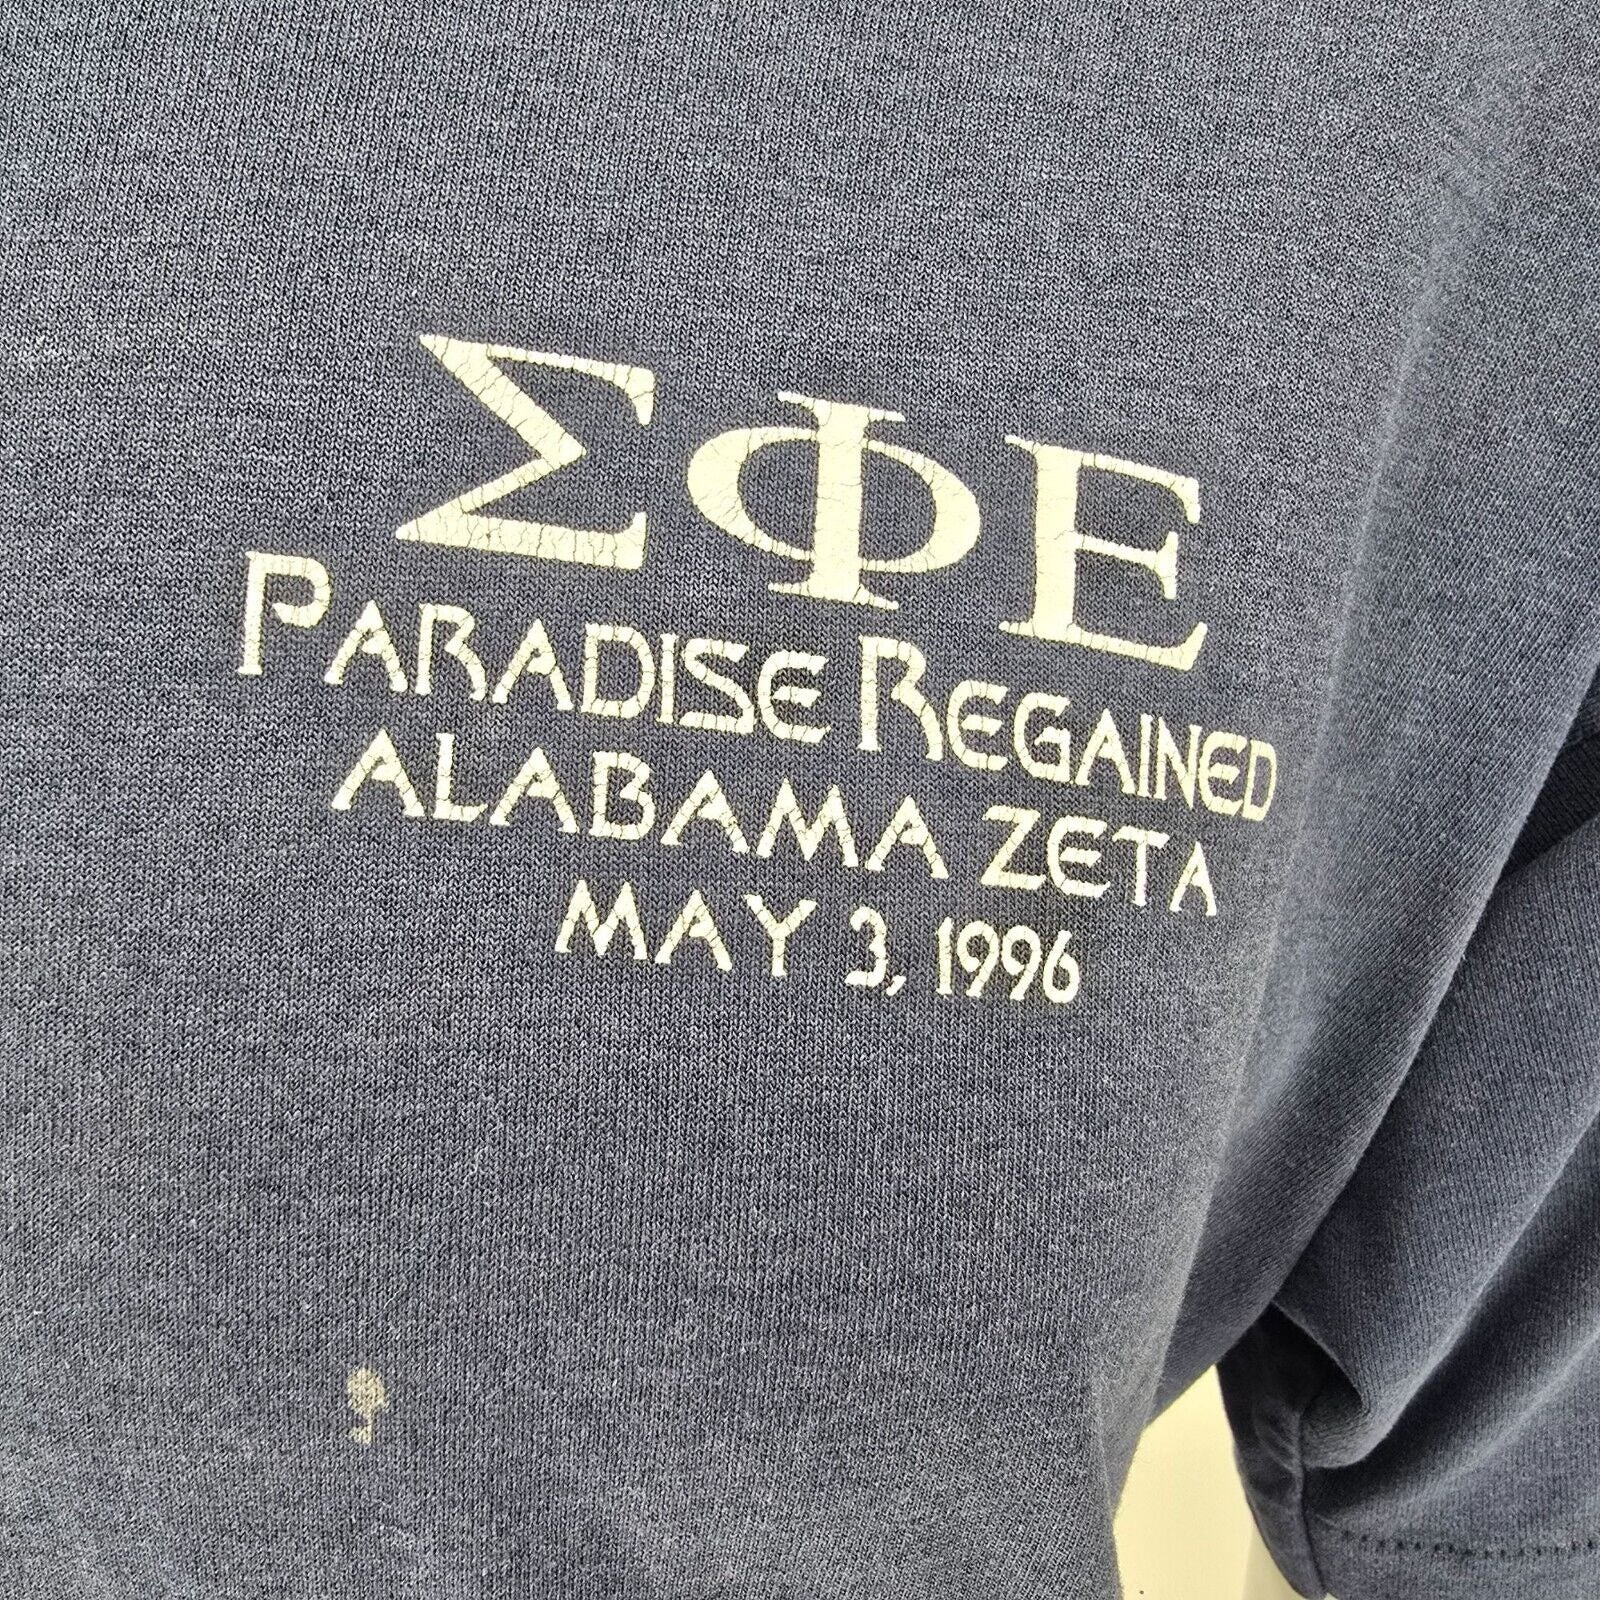 ΣΦΕ
PARADISE REGAINED
ALABAMA ZETA
MAY 3, 1996